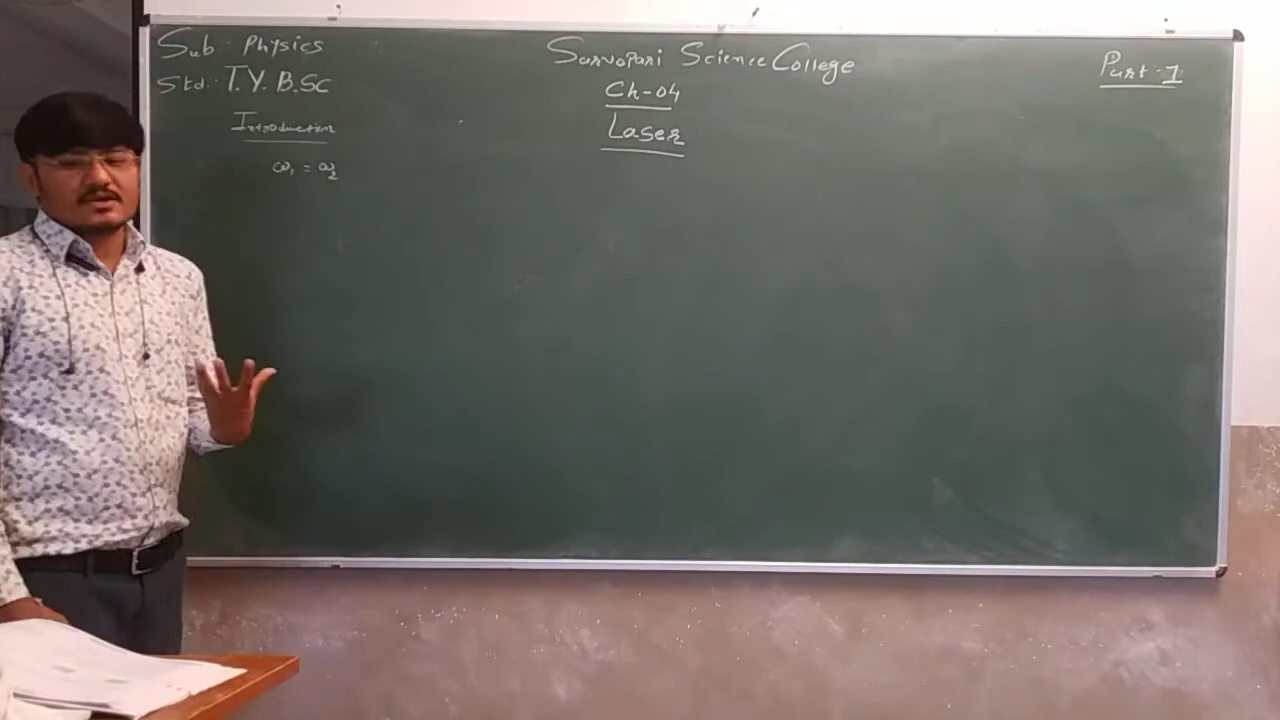 Sub : Physics
Std : T.Y. B.Sc
Introduction
ω₁ = ω₂
Sarvopari Science College
Ch-04
Laser
Part-1